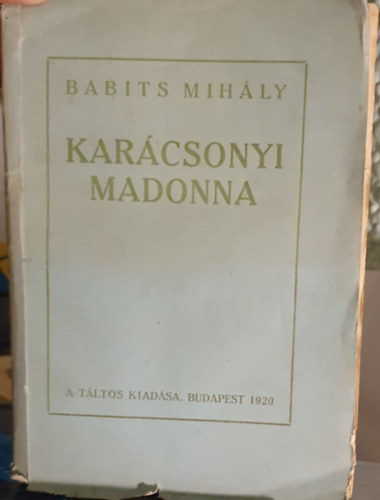 BABITS MIHÁLY
KARÁCSONYI
MADONNA
A TÁLTOS KIADÁSA. BUDAPEST 1920